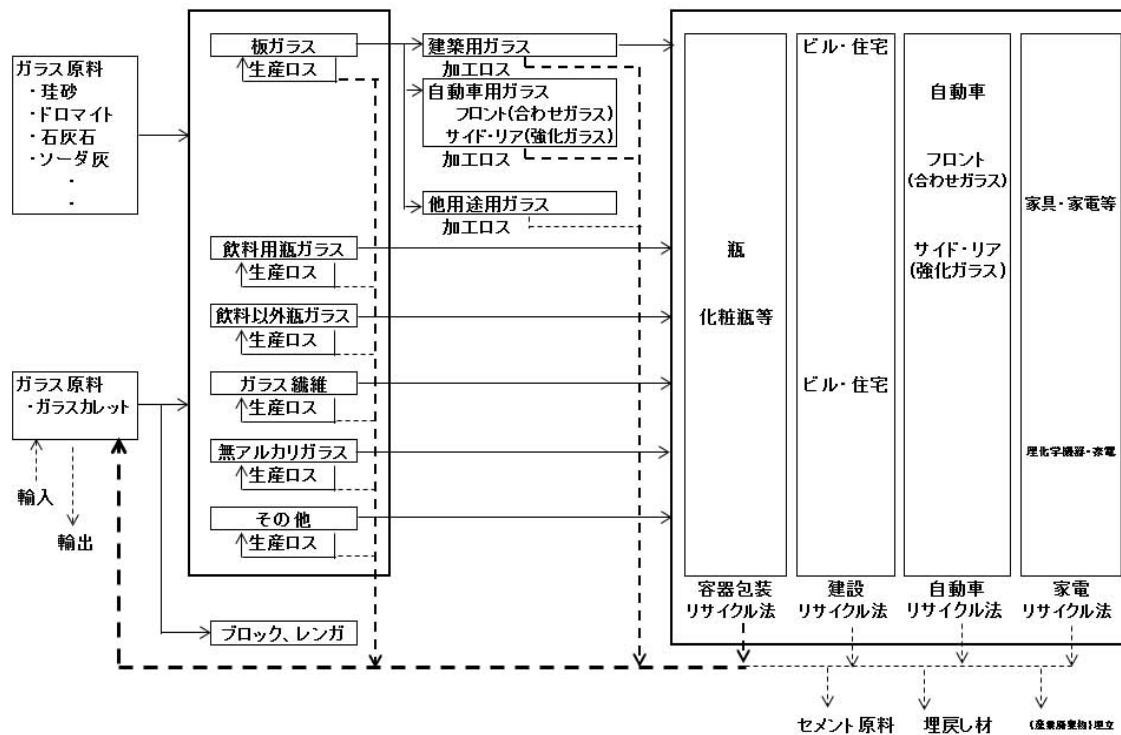 ガラス原料
・珪砂
・ドロマイト
・石灰石
・ソーダ灰
・
・
ガラス原料
・ガラスカレット
輸入
輸出
板ガラス
生産ロス
飲料用瓶ガラス
生産ロス
飲料以外瓶ガラス
生産ロス
ガラス繊維
生産ロス
無アルカリガラス
生産ロス
その他
生産ロス
ブロック、レンガ
建築用ガラス
加工ロス
自動車用ガラス
フロント(合わせガラス)
サイド・リア(強化ガラス)
加工ロス
他用途用ガラス
加工ロス
瓶
化粧瓶等
容器包装
リサイクル法
ビル・住宅
ビル・住宅
建設
リサイクル法
自動車
フロント
(合わせガラス)
サイド・リア
(強化ガラス)
自動車
リサイクル法
家具・家電等
理化学機器・家電
家電
リサイクル法
セメント原料
埋戻し材
(産業廃棄物)埋立